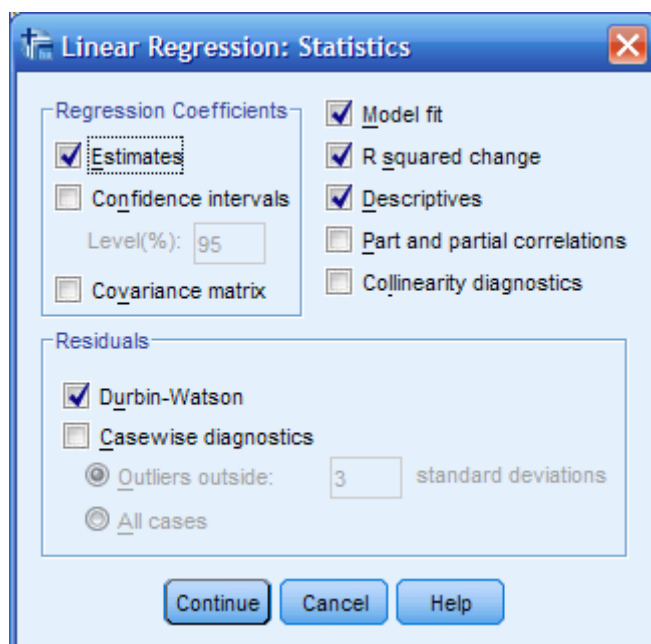 Linear Regression: Statistics
Regression Coefficients
Estimates
Confidence intervals
Level(%): 95
Covariance matrix
Model fit
R squared change
Descriptives
Part and partial correlations
Collinearity diagnostics
Residuals
Durbin-Watson
Casewise diagnostics
Outliers outside: 3 standard deviations
All cases
Continue Cancel Help